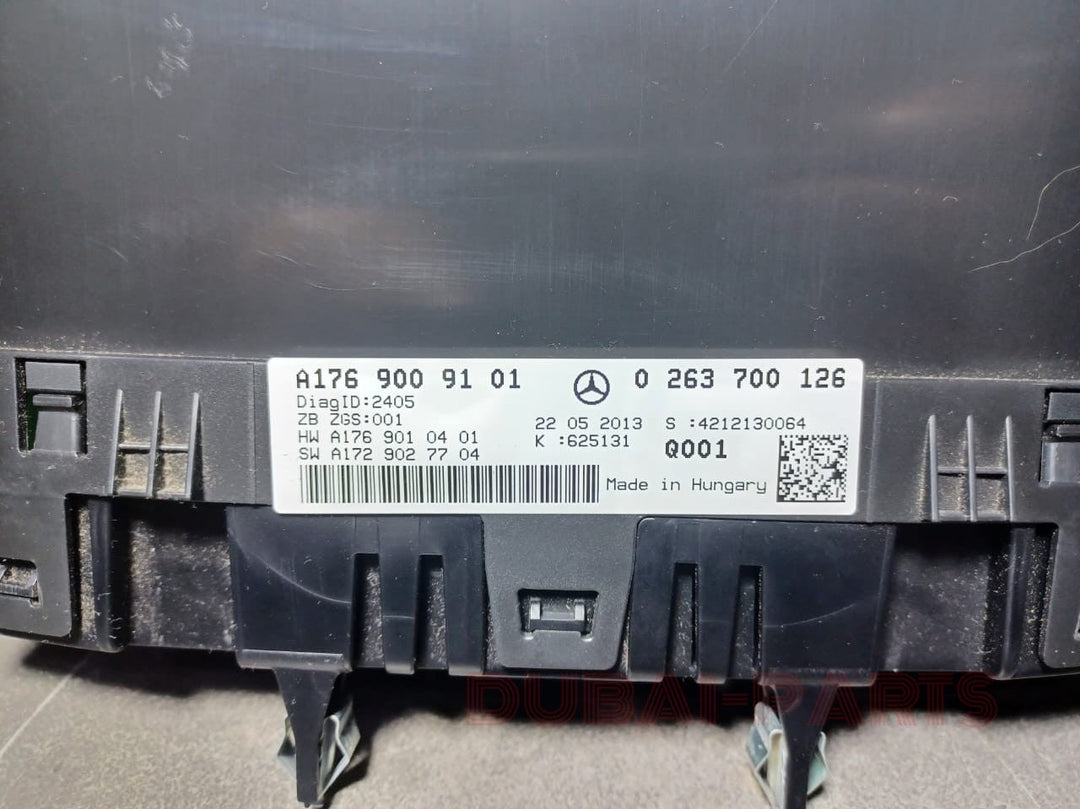 A176 900 91 01
0 263 700 126
DiagID:2405
ZB ZGS:001
22 05 2013 S :4212130064
HW A176 901 04 01
K :625131
Q001
SW A172 902 77 04
Made in Hungary
DUBAI-PARTS